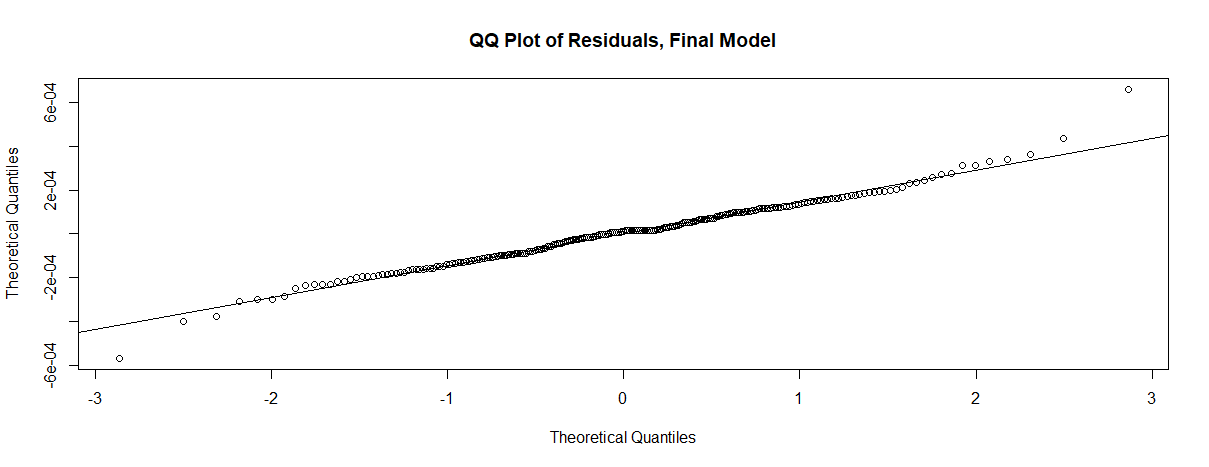 QQ Plot of Residuals, Final Model
Theoretical Quantiles
6e-04
2e-04
-2e-04
-6e-04
-3 -2 -1 0 1 2 3
Theoretical Quantiles